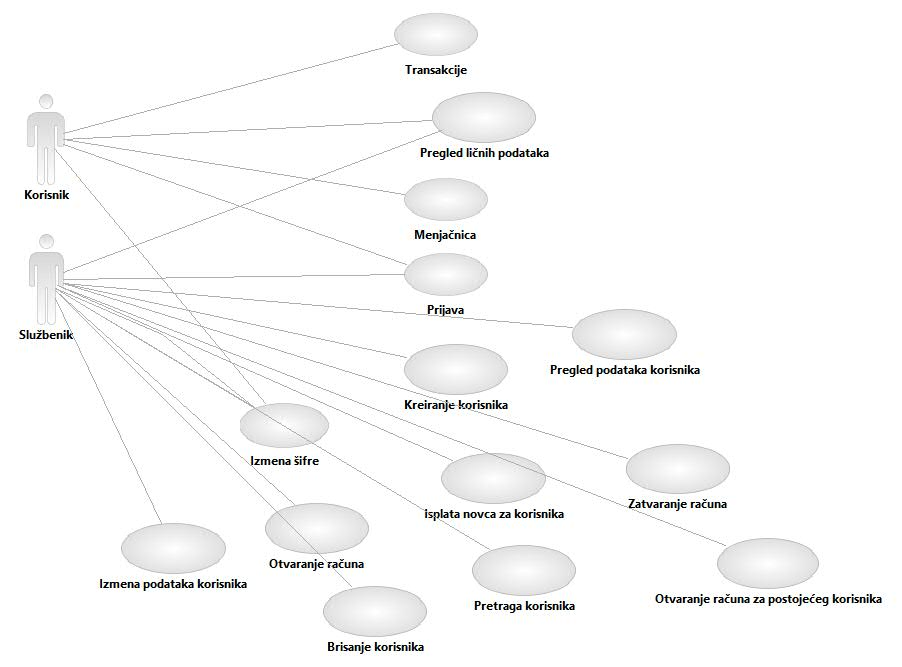 Transakcije
Pregled ličnih podataka
Korisnik
Menjačnica
Prijava
Službenik
Pregled podataka korisnika
Kreiranje korisnika
Izmena šifre
Zatvaranje računa
Isplata novca za korisnika
Otvaranje računa
Izmena podataka korisnika
Pretraga korisnika
Otvaranje računa za postojećeg korisnika
Brisanje korisnika